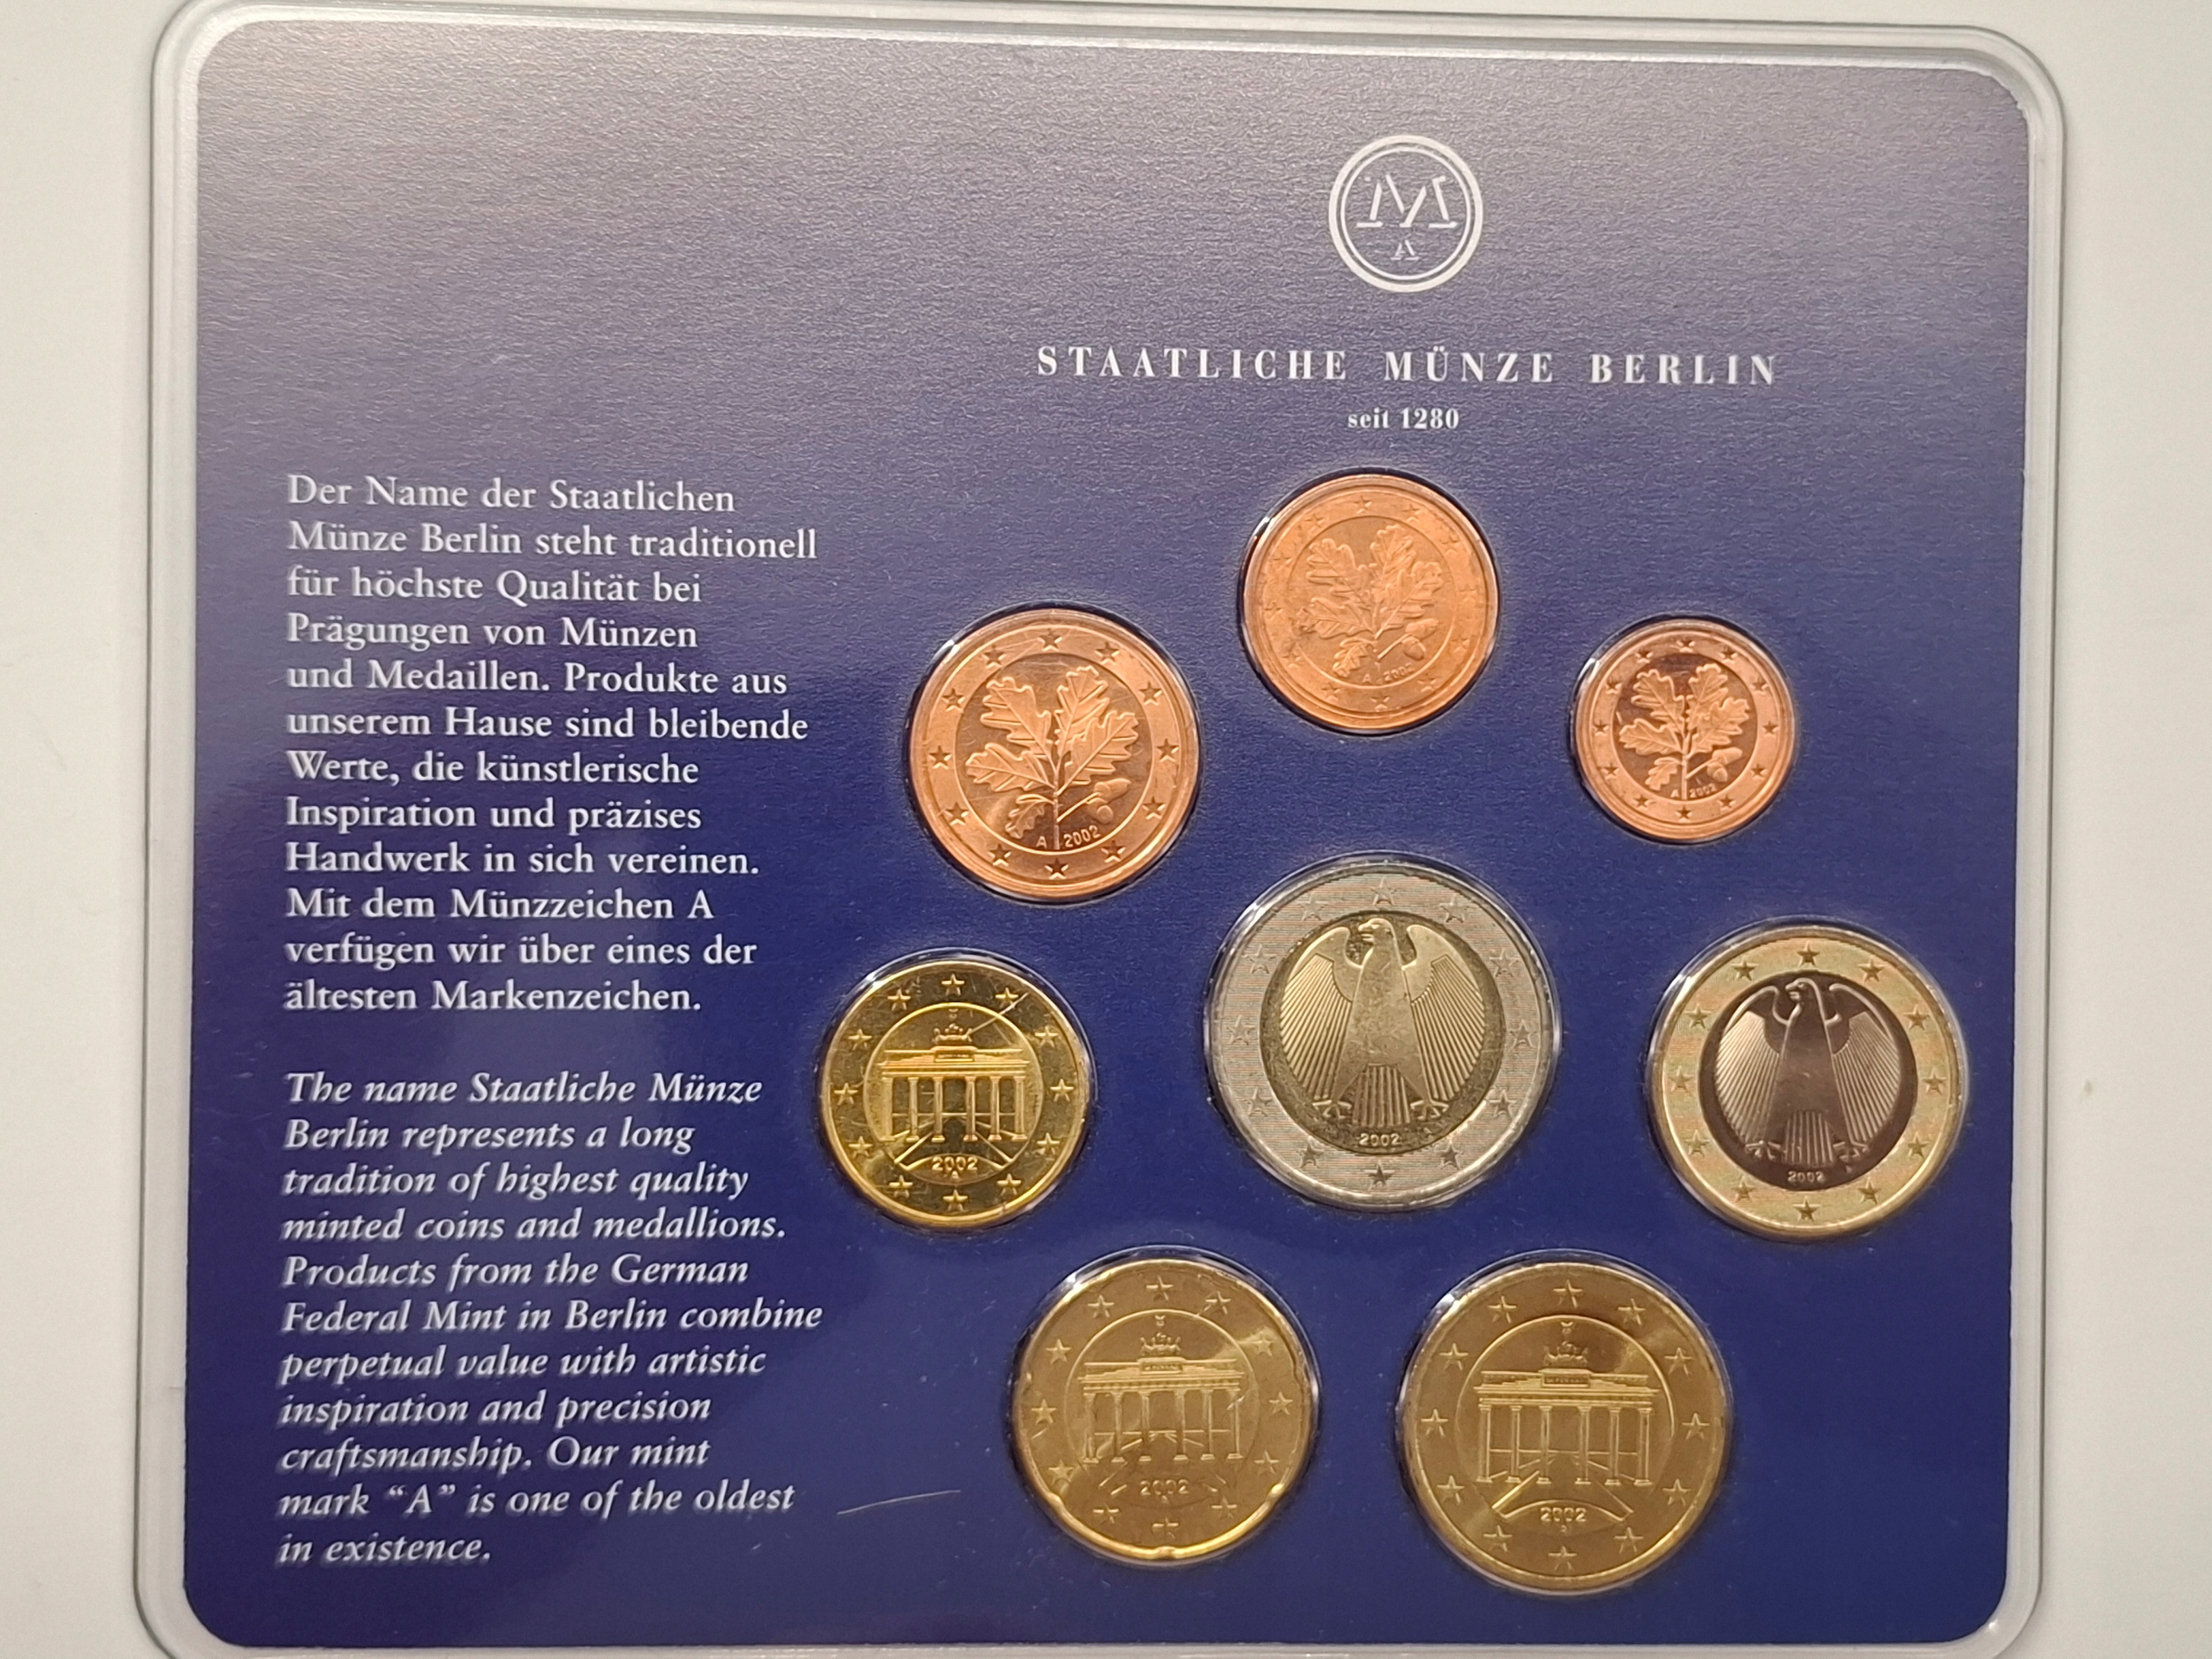 STAATLICHE MÜNZE BERLIN
seit 1280
Der Name der Staatlichen
Münze Berlin steht traditionell
für höchste Qualität bei
Prägungen von Münzen
und Medaillen. Produkte aus
unserem Hause sind bleibende
Werte, die künstlerische
Inspiration und präzises
Handwerk in sich vereinen.
Mit dem Münzzeichen A
verfügen wir über eines der
ältesten Markenzeichen.
The name Staatliche Münze
Berlin represents a long
tradition of highest quality
minted coins and medallions.
Products from the German
Federal Mint in Berlin combine
perpetual value with artistic
inspiration and precision
craftsmanship. Our mint
mark “A” is one of the oldest
in existence.
A 2002
A 2002
A 2002
2002
A
2002
2002
2002
2002